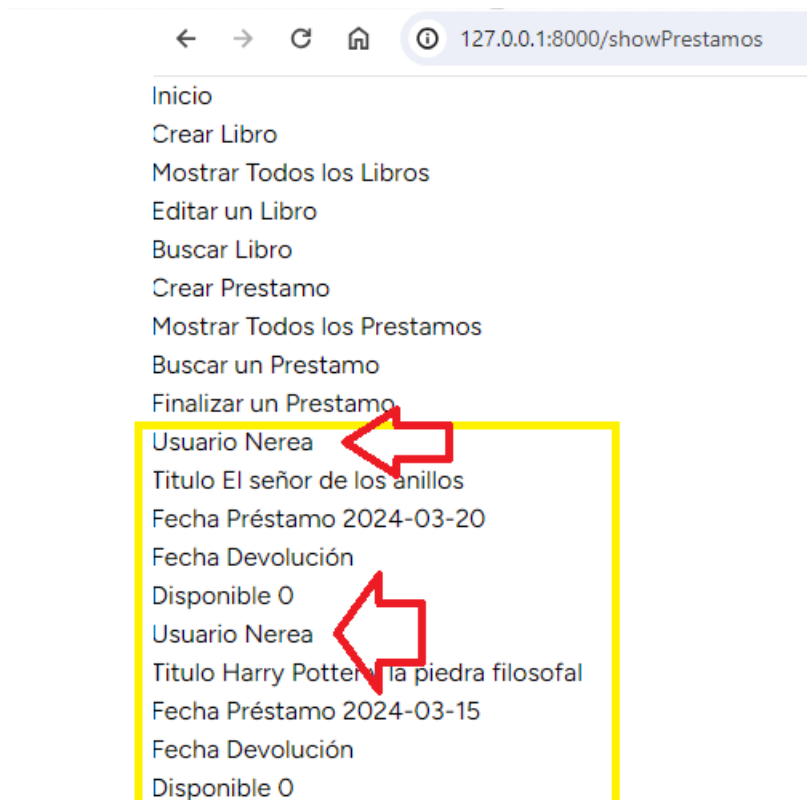 127.0.0.1:8000/showPrestamos
Inicio
Crear Libro
Mostrar Todos los Libros
Editar un Libro
Buscar Libro
Crear Prestamo
Mostrar Todos los Prestamos
Buscar un Prestamo
Finalizar un Prestamo
Usuario Nerea
Titulo El señor de los anillos
Fecha Préstamo 2024-03-20
Fecha Devolución
Disponible 0
Usuario Nerea
Titulo Harry Potter y la piedra filosofal
Fecha Préstamo 2024-03-15
Fecha Devolución
Disponible 0